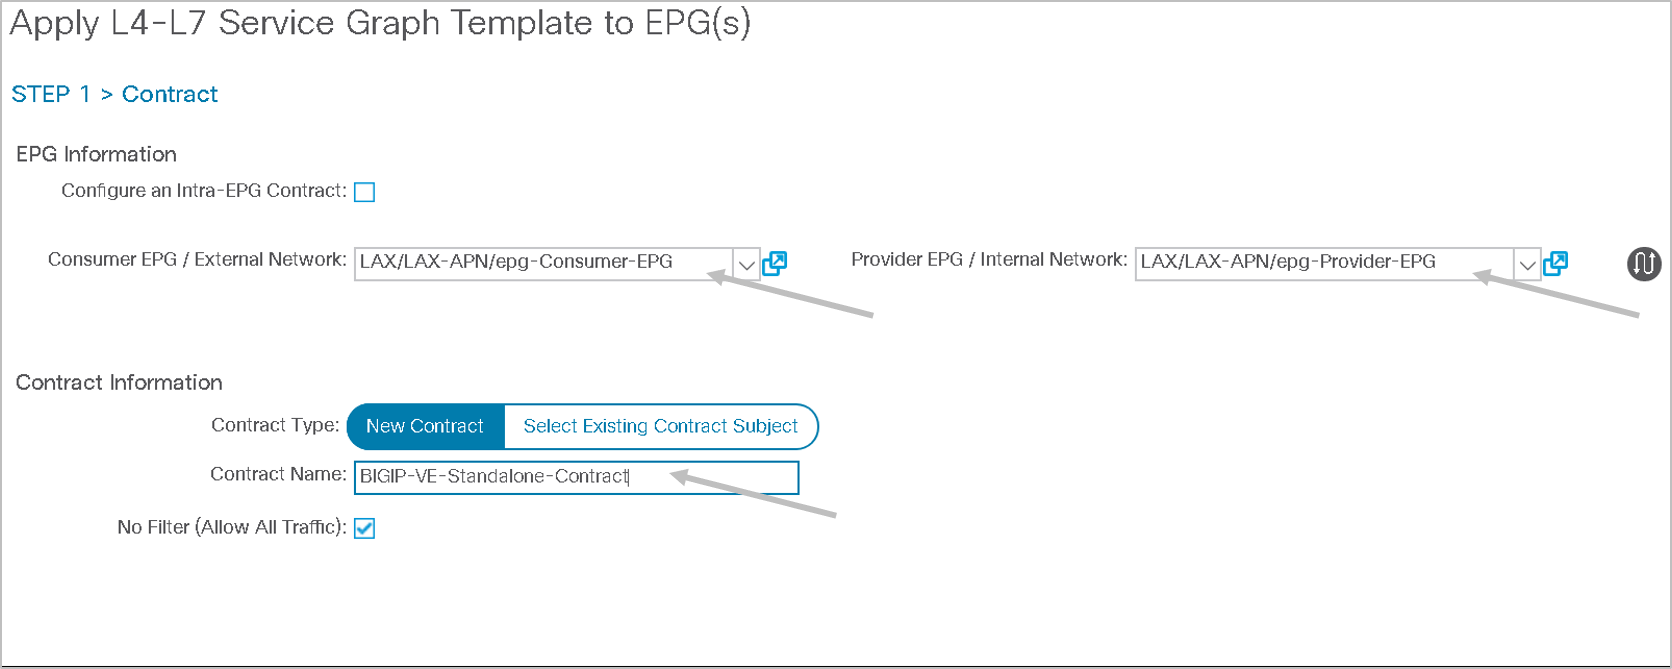 Apply L4-L7 Service Graph Template to EPG(s)
STEP 1 > Contract
EPG Information
Configure an Intra-EPG Contract:
Consumer EPG / External Network: LAX/LAX-APN/epg-Consumer-EPG Provider EPG / Internal Network: LAX/LAX-APN/epg-Provider-EPG
Contract Information
Contract Type: New Contract Select Existing Contract Subject
Contract Name: BIGIP-VE-Standalone-Contract
No Filter (Allow All Traffic):